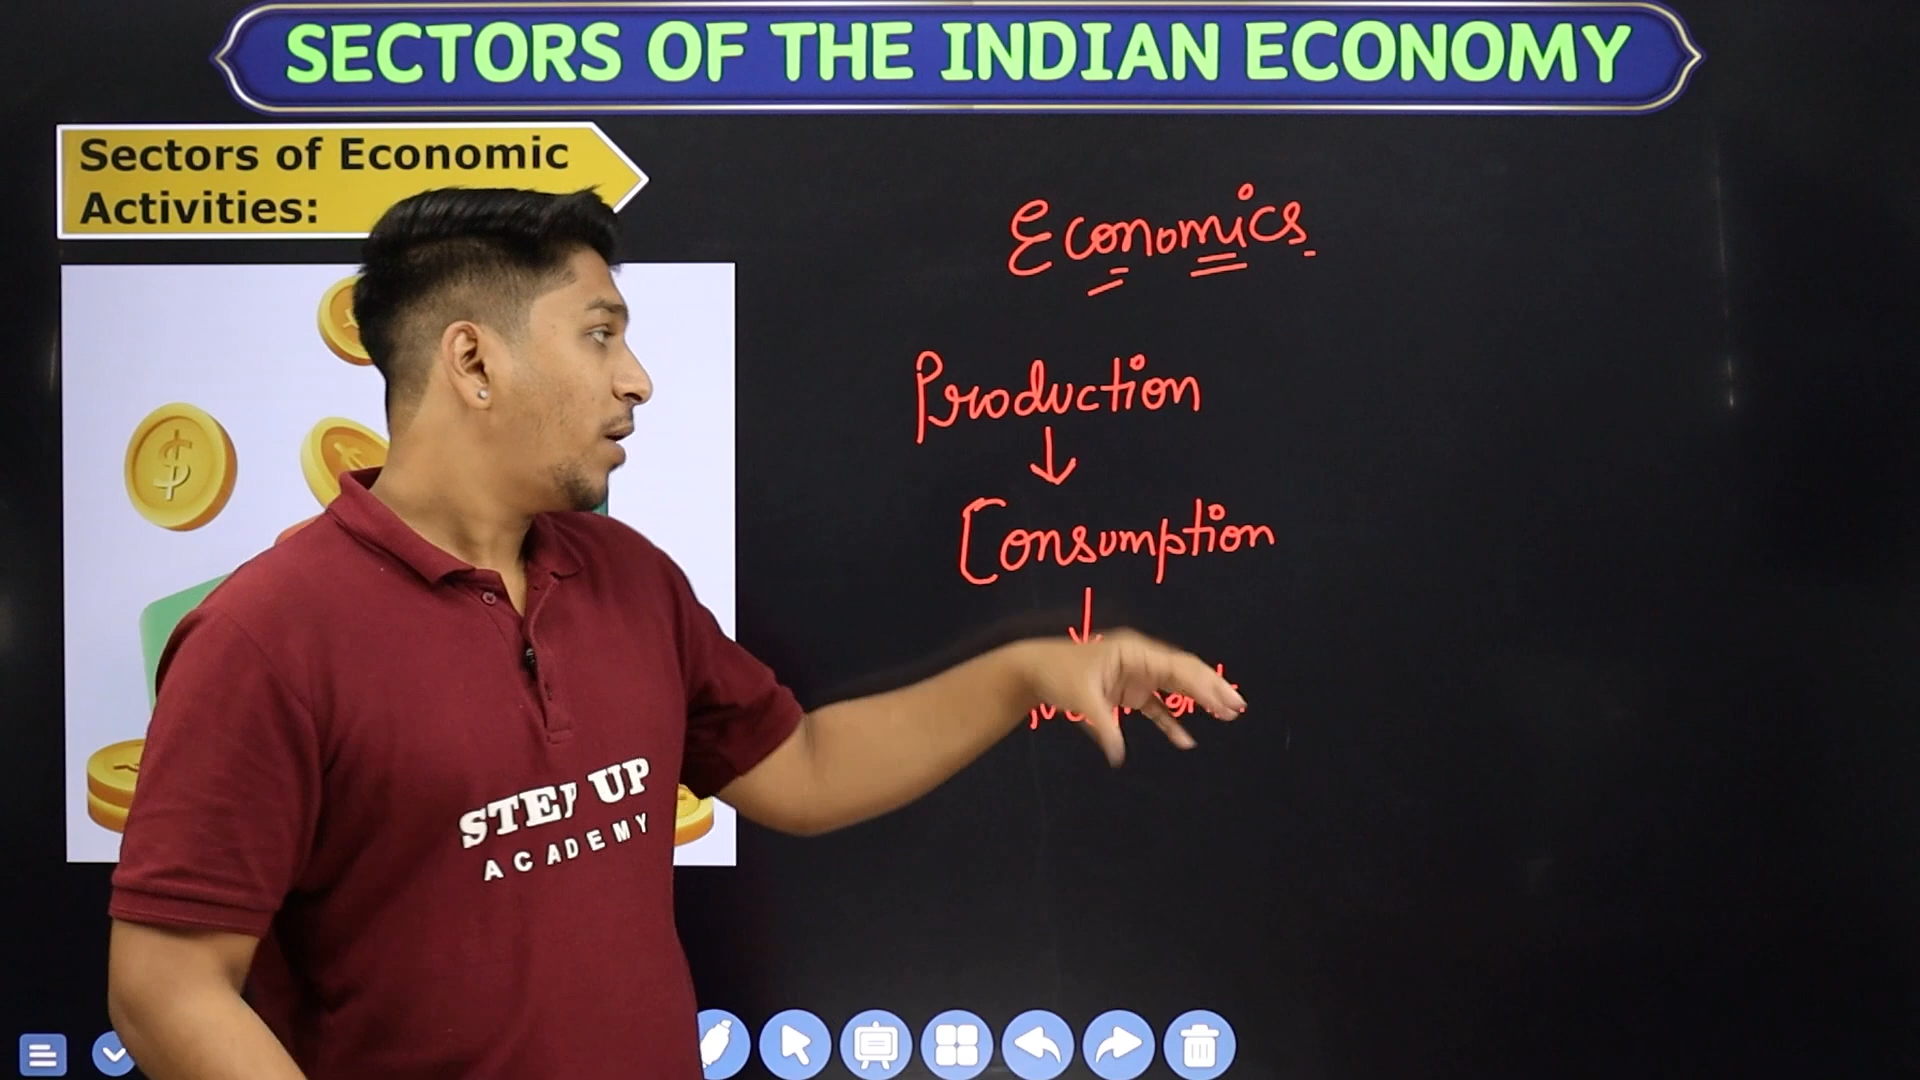 SECTORS OF THE INDIAN ECONOMY
Sectors of Economic
Activities:
Economics
Production
Consumption
STEP UP
ACADEMY